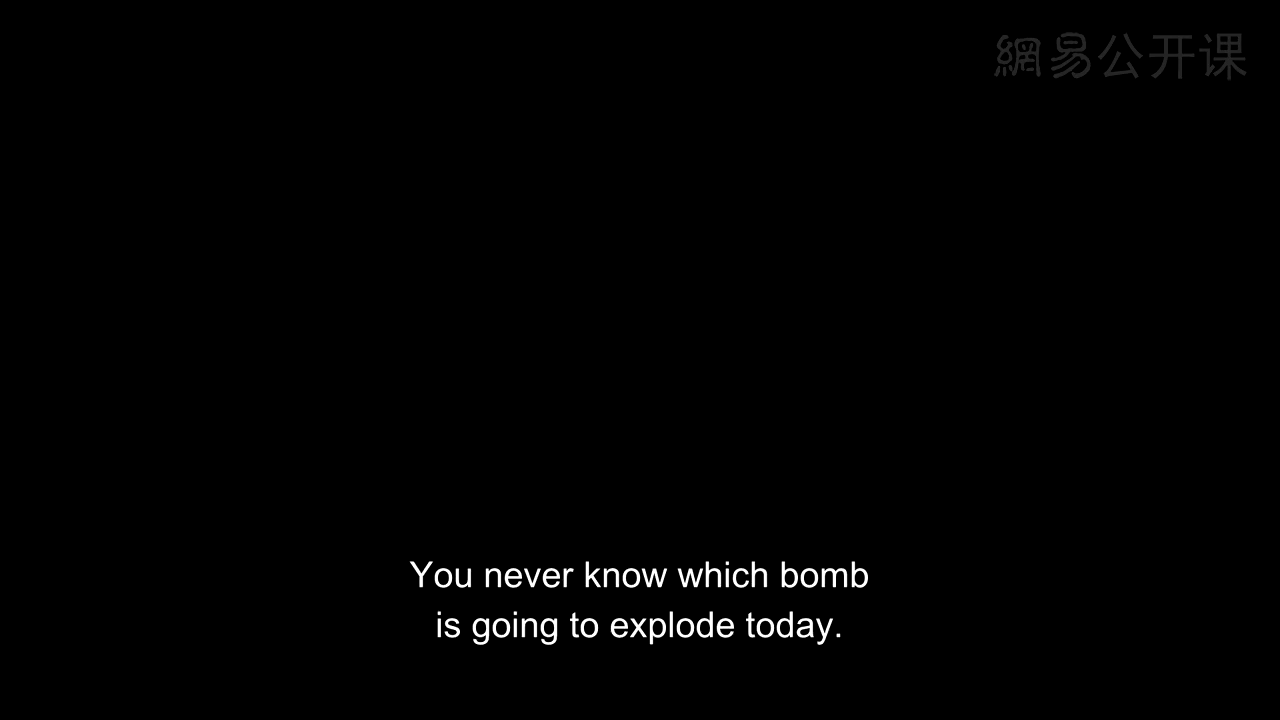 網易公开课
You never know which bomb
is going to explode today.